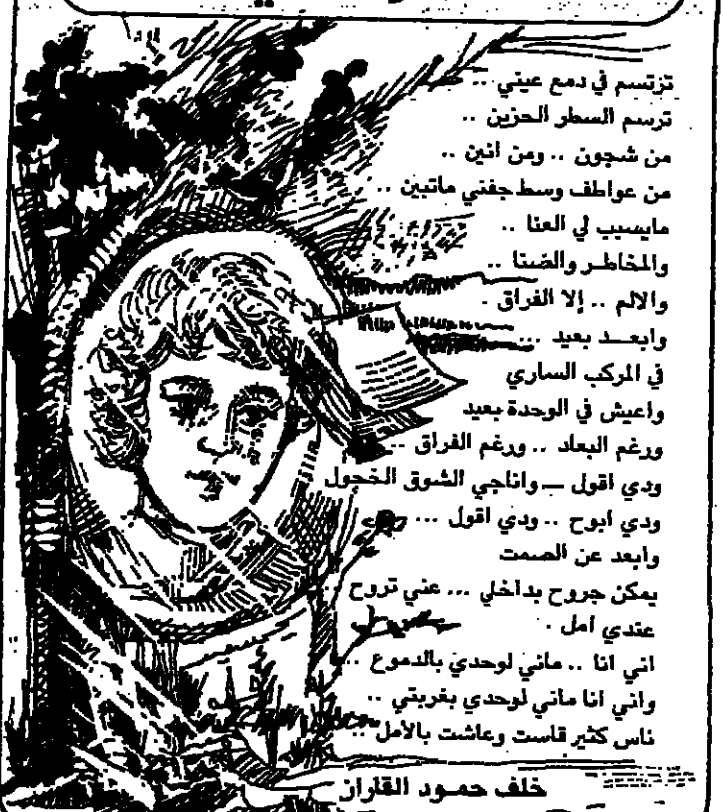 ترتسم في دمع عيني ..
ترسم السطر الحزين ..
من شجون .. ومن انين ..
من عواطف وسط جفني ماتبين ..
مايسبب لي العنا ..
والمخاطر والضنا ..
والالم .. إلا الفراق .
وابعد بعيد ...
في المركب الساري
واعيش في الوحدة بعيد
ورغم البعاد .. ورغم الفراق ..
ودي اقول — واناجي الشوق الخجول
ودي ابوح .. ودي اقول ...
وابعد عن الصمت
يمكن جروح بداخلي ... عني تروح
عندي امل .
اني انا .. ماني لوحدي بالدموع ..
واني انا ماني لوحدي بغربتي ..
ناس كثير قاست وعاشت بالامل ..
خلف حمود القاران